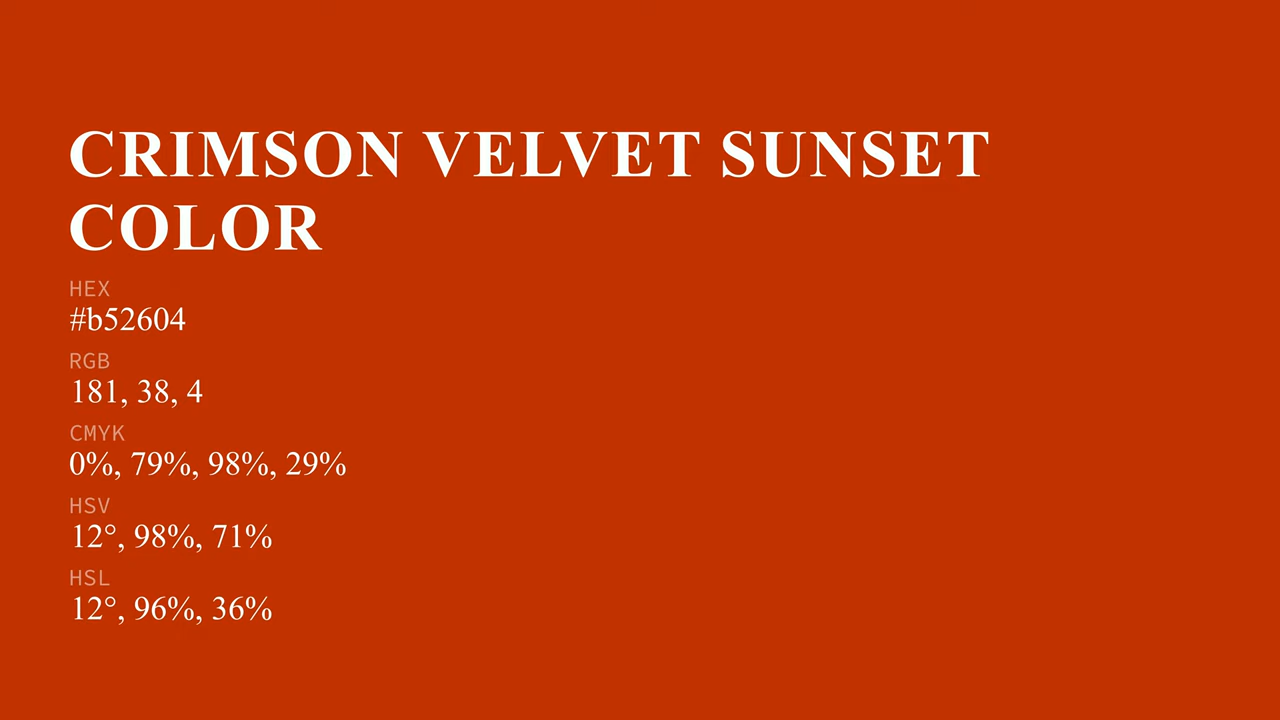 CRIMSON VELVET SUNSET
COLOR
HEX
#b52604
RGB
181, 38, 4
CMYK
0%, 79%, 98%, 29%
HSV
12°, 98%, 71%
HSL
12°, 96%, 36%